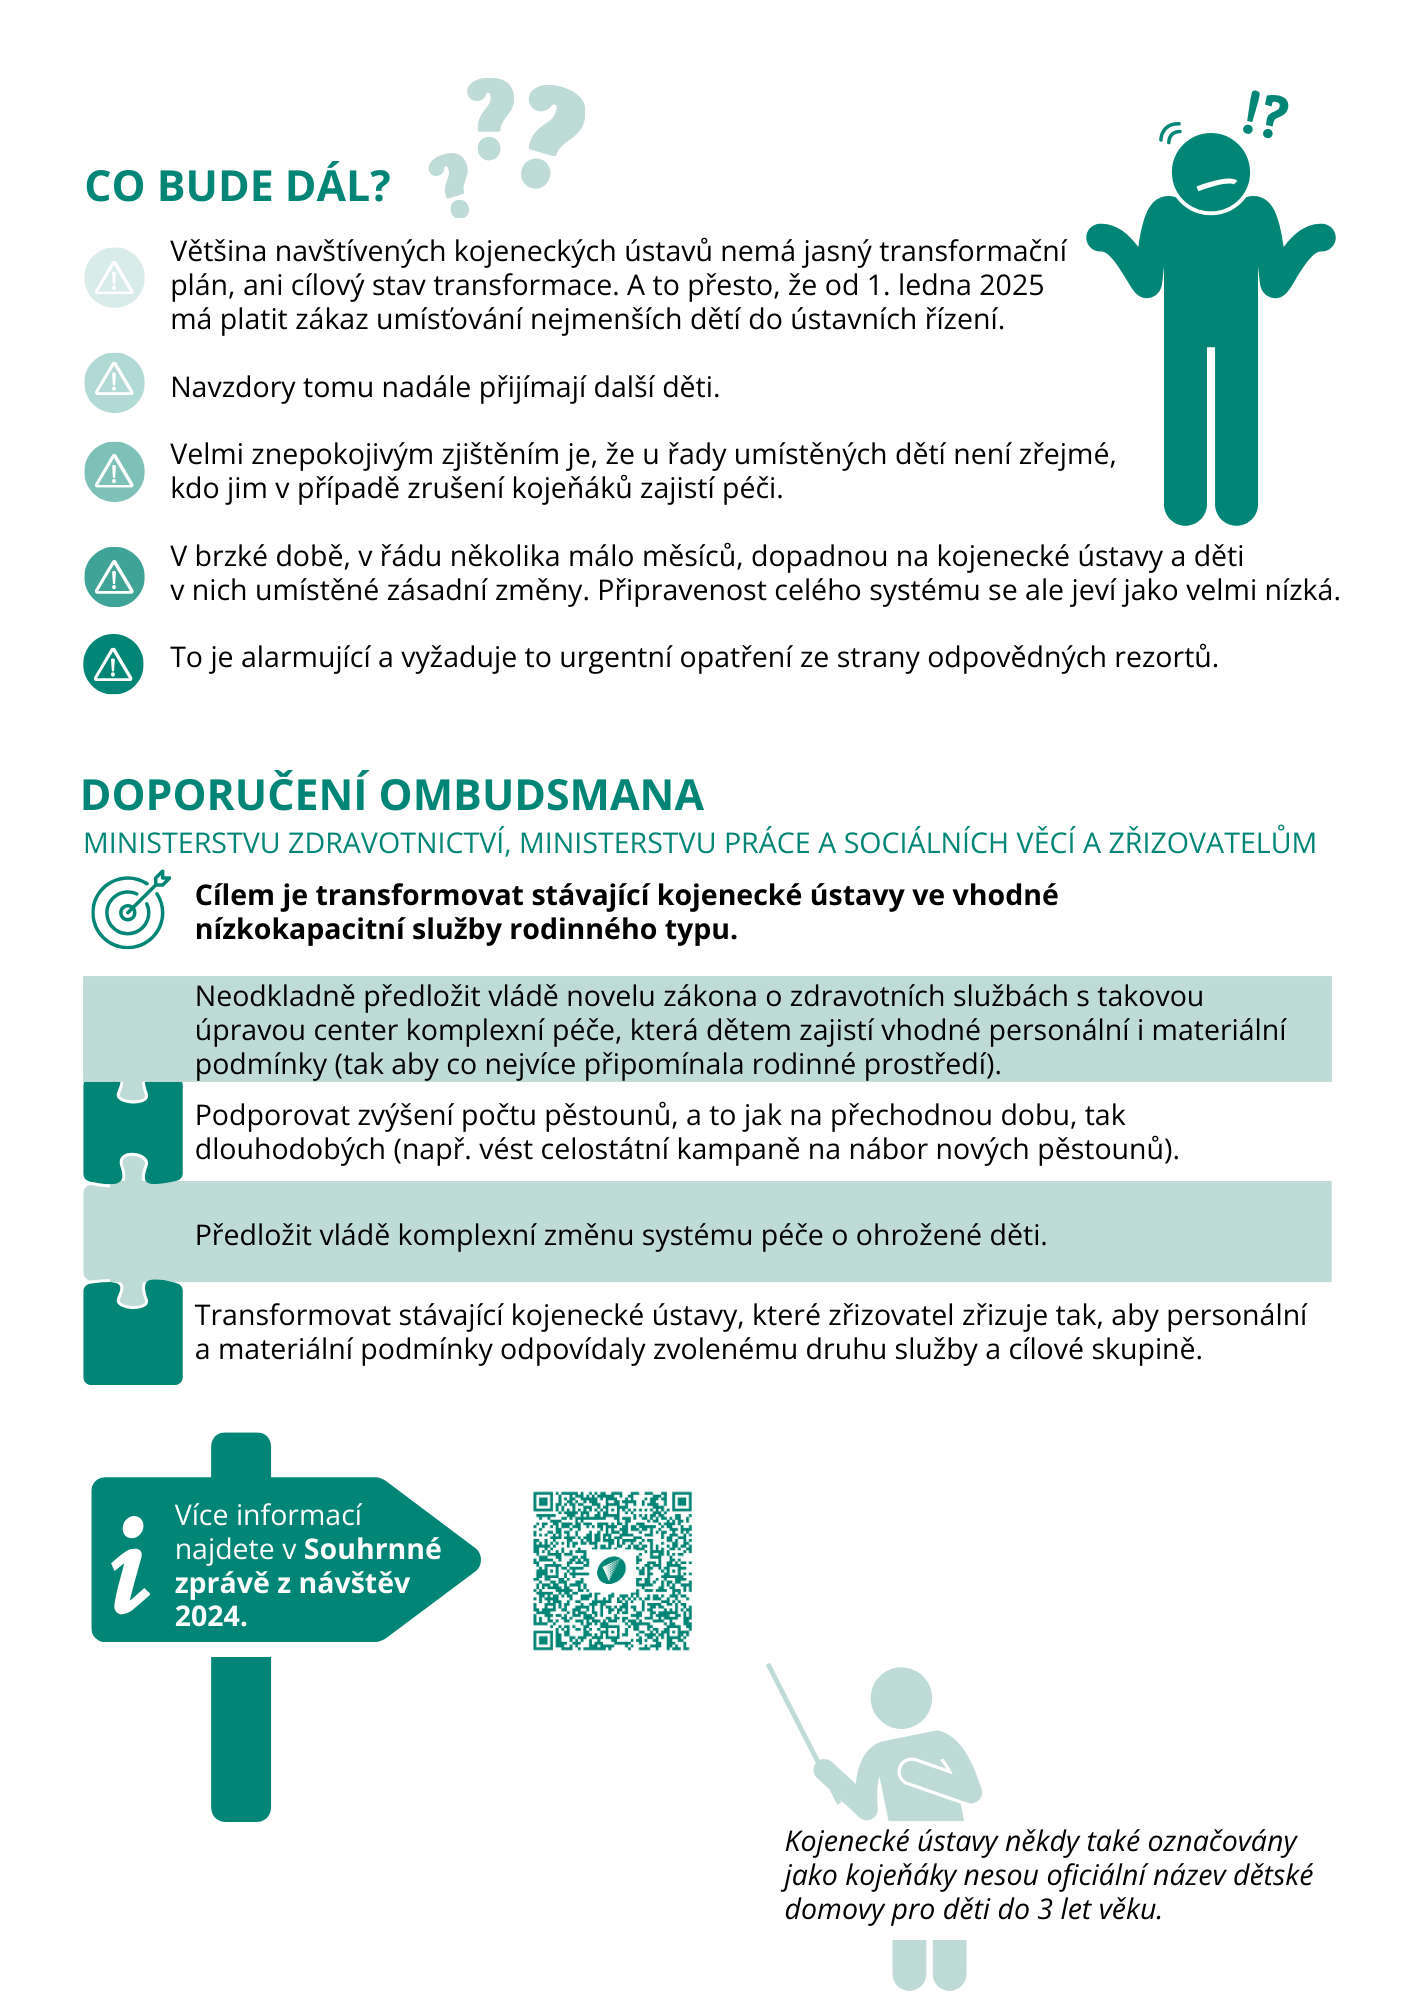 CO BUDE DÁL?
Většina navštívených kojeneckých ústavů nemá jasný transformační
plán, ani cílový stav transformace. A to přesto, že od 1. ledna 2025
má platit zákaz umísťování nejmenších dětí do ústavních řízení.
Navzdory tomu nadále přijímají další děti.
Velmi znepokojivým zjištěním je, že u řady umístěných dětí není zřejmé,
kdo jim v případě zrušení kojeňáků zajistí péči.
V brzké době, v řádu několika málo měsíců, dopadnou na kojenecké ústavy a děti
v nich umístěné zásadní změny. Připravenost celého systému se ale jeví jako velmi nízká.
To je alarmující a vyžaduje to urgentní opatření ze strany odpovědných rezortů.
DOPORUČENÍ OMBUDSMANA
MINISTERSTVU ZDRAVOTNICTVÍ, MINISTERSTVU PRÁCE A SOCIÁLNÍCH VĚCÍ A ZŘIZOVATELŮM
Cílem je transformovat stávající kojenecké ústavy ve vhodné
nízkokapacitní služby rodinného typu.
Neodkladně předložit vládě novelu zákona o zdravotních službách s takovou
úpravou center komplexní péče, která dětem zajistí vhodné personální i materiální
podmínky (tak aby co nejvíce připomínala rodinné prostředí).
Podporovat zvýšení počtu pěstounů, a to jak na přechodnou dobu, tak
dlouhodobých (např. vést celostátní kampaně na nábor nových pěstounů).
Předložit vládě komplexní změnu systému péče o ohrožené děti.
Transformovat stávající kojenecké ústavy, které zřizovatel zřizuje tak, aby personální
a materiální podmínky odpovídaly zvolenému druhu služby a cílové skupině.
Více informací
najdete v Souhrnné
zprávě z návštěv
2024.
Kojenecké ústavy někdy také označovány
jako kojeňáky nesou oficiální název dětské
domovy pro děti do 3 let věku.